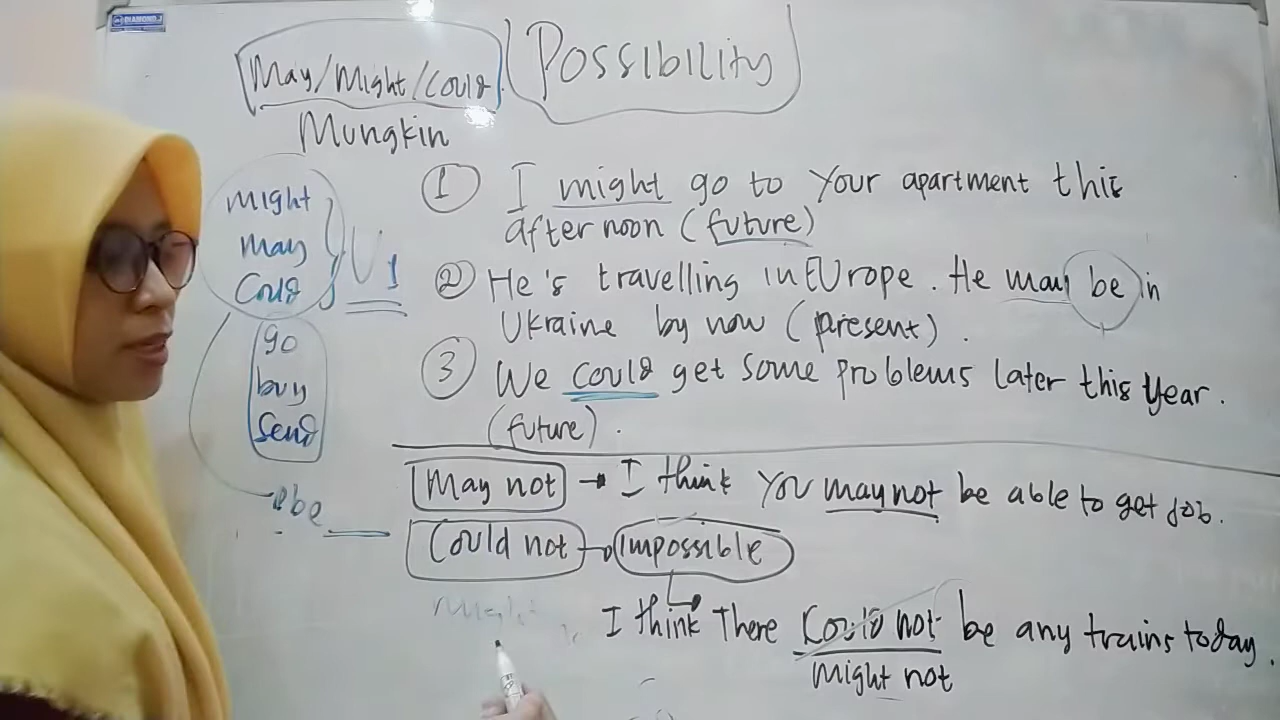 DIAMOND.J
May/Might/Could
Possibility
Mungkin
might
may
Could
V1
go
buy
send
be
① I might go to your apartment this
afternoon (future)
② He's travelling in Europe. He may be in
Ukraine by now (present).
③ We could get some problems later this year.
(future).
May not → I think you may not be able to get job.
Could not → Impossible
I think There Could not be any trains today.
might not